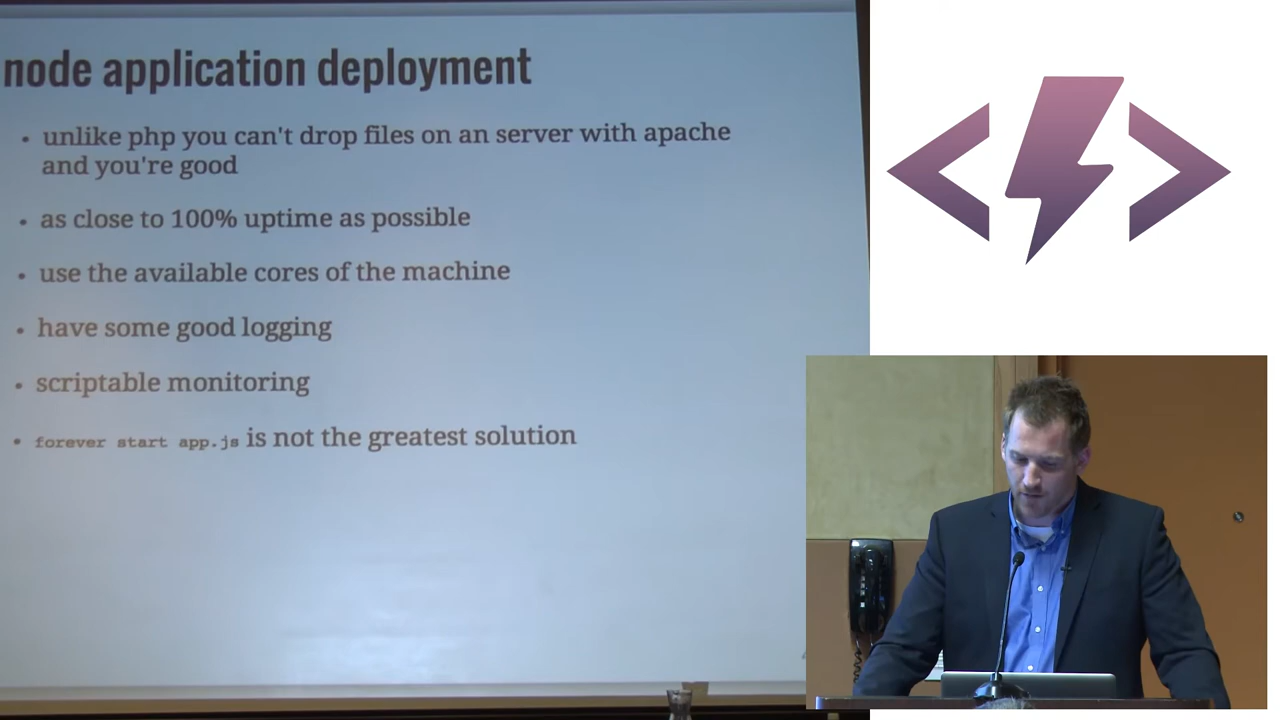 node application deployment
• unlike php you can't drop files on an server with apache
and you're good
• as close to 100% uptime as possible
• use the available cores of the machine
• have some good logging
• scriptable monitoring
• forever start app.js is not the greatest solution